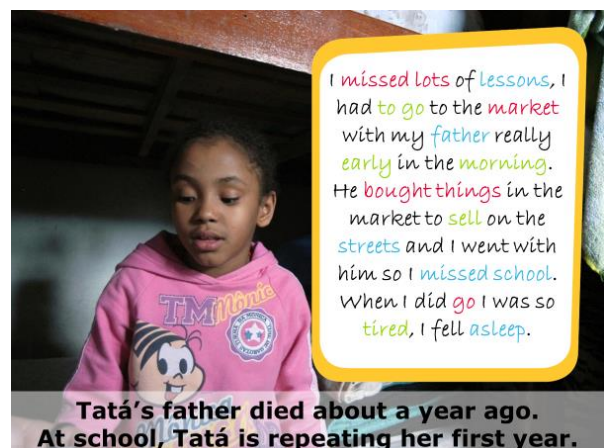 I missed lots of lessons, I
had to go to the market
with my father really
early in the morning.
He bought things in the
market to sell on the
streets and I went with
him so I missed school.
When I did go I was so
tired, I fell asleep.
TM Mônic
Tatá's father died about a year ago.
At school, Tatá is repeating her first year.